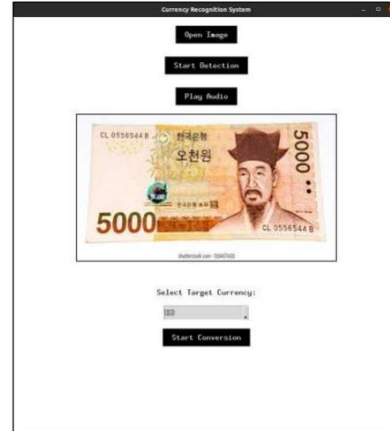 Currency Recognition System
Open Image
Start Detection
Play Audio
CL 0556544 B
한국은행
오천원
5000
5000
CL 0556544 B
Select Target Currency:
USD
Start Conversion